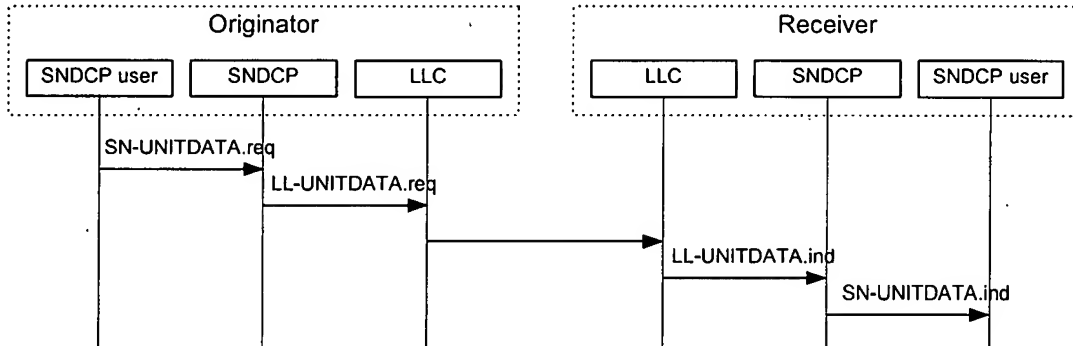 Originator
Receiver
SNDCP user
SNDCP
LLC
LLC
SNDCP
SNDCP user
SN-UNITDATA.req
LL-UNITDATA.req
LL-UNITDATA.ind
SN-UNITDATA.ind